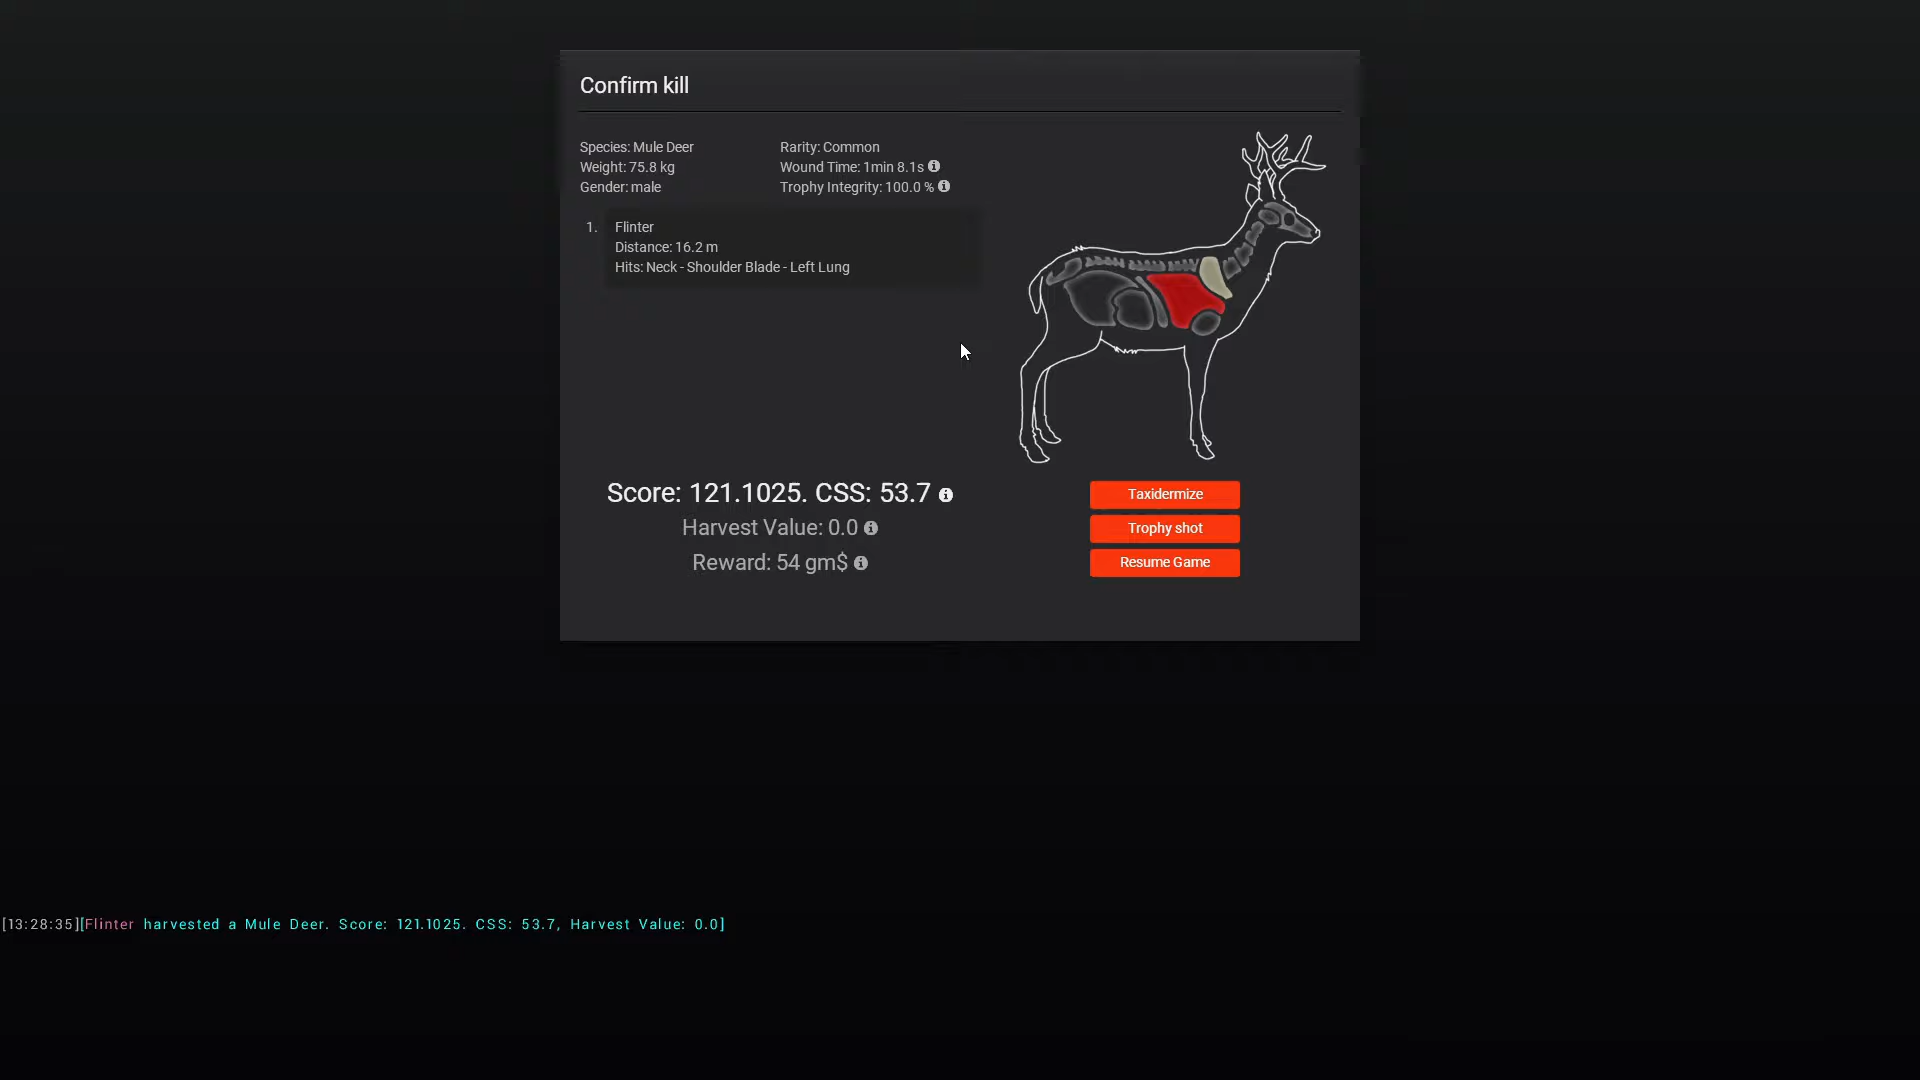 Confirm kill
Species: Mule Deer
Weight: 75.8 kg
Gender: male
Rarity: Common
Wound Time: 1min 8.1s
Trophy Integrity: 100.0 %
1. Flinter
Distance: 16.2 m
Hits: Neck - Shoulder Blade - Left Lung
Score: 121.1025. CSS: 53.7
Harvest Value: 0.0
Reward: 54 gm$
Taxidermize
Trophy shot
Resume Game
[13:28:35][Flinter harvested a Mule Deer. Score: 121.1025. CSS: 53.7, Harvest Value: 0.0]